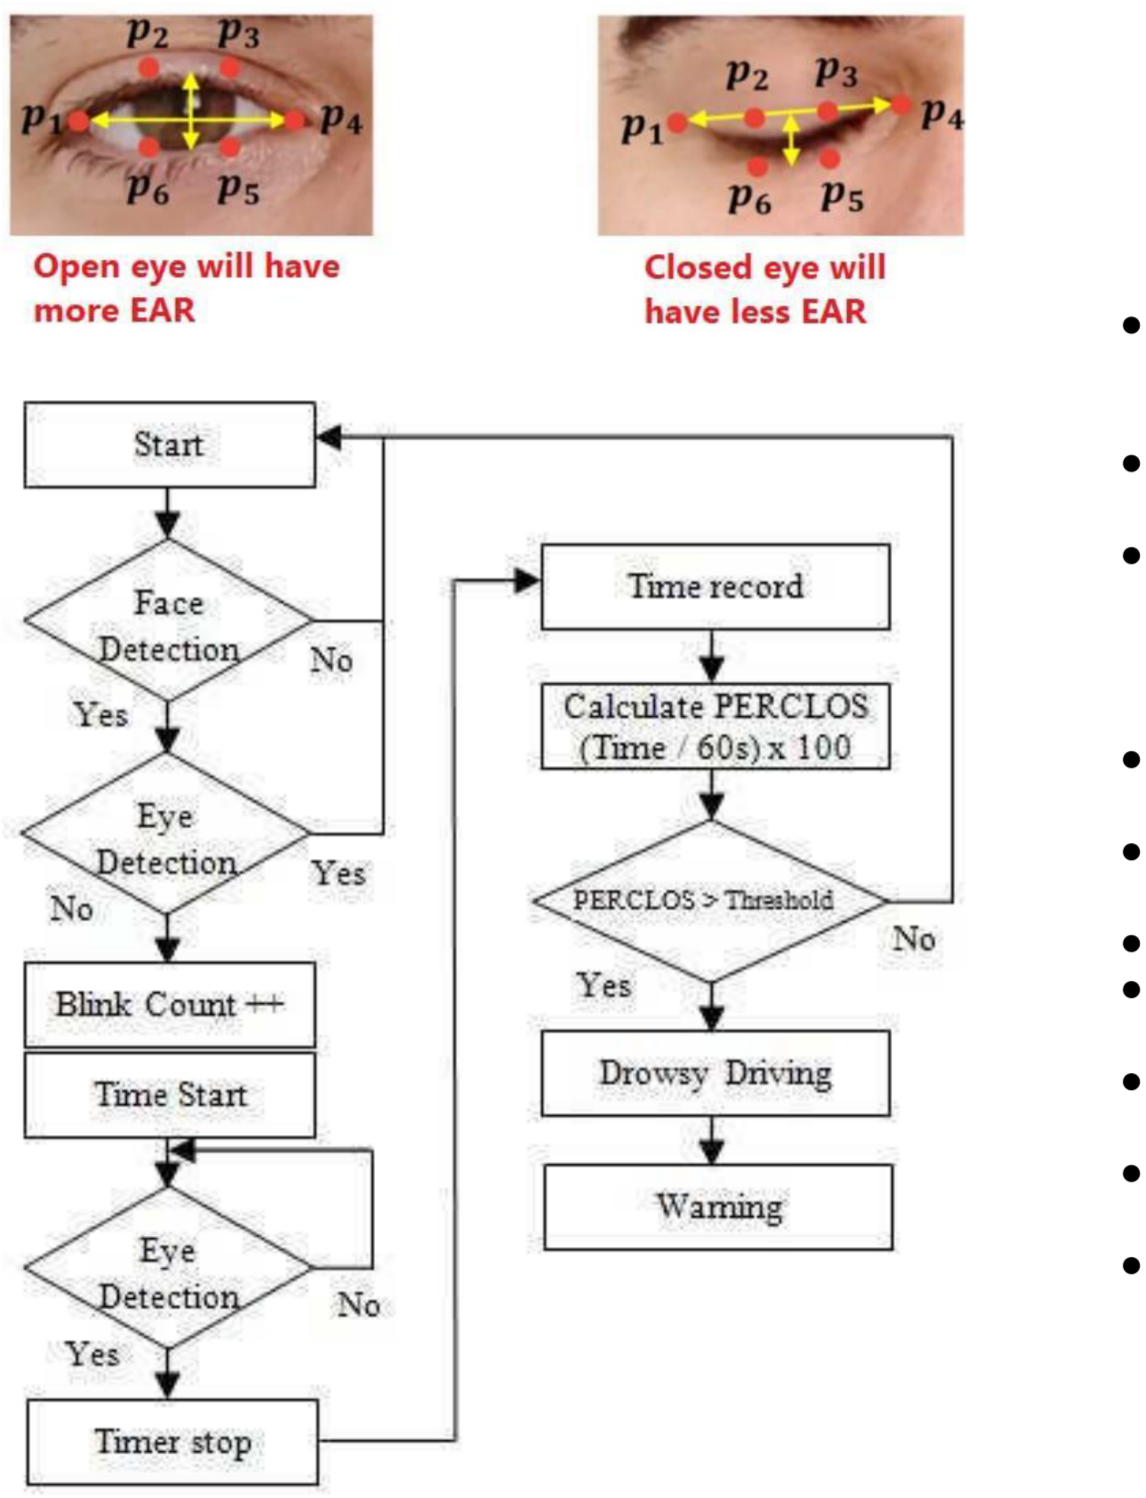 p2 p3
p1 p4
p6 p5
Open eye will have
more EAR
p2 p3
p1 p4
p6 p5
Closed eye will
have less EAR
•
•
•
•
•
•
•
•
•
•
Start
Face
Detection
No
Yes
Eye
Detection
Yes
No
Blink Count ++
Time Start
Eye
Detection
No
Yes
Timer stop
Time record
Calculate PERCLOS
(Time / 60s) x 100
PERCLOS > Threshold
No
Yes
Drowsy Driving
Warning